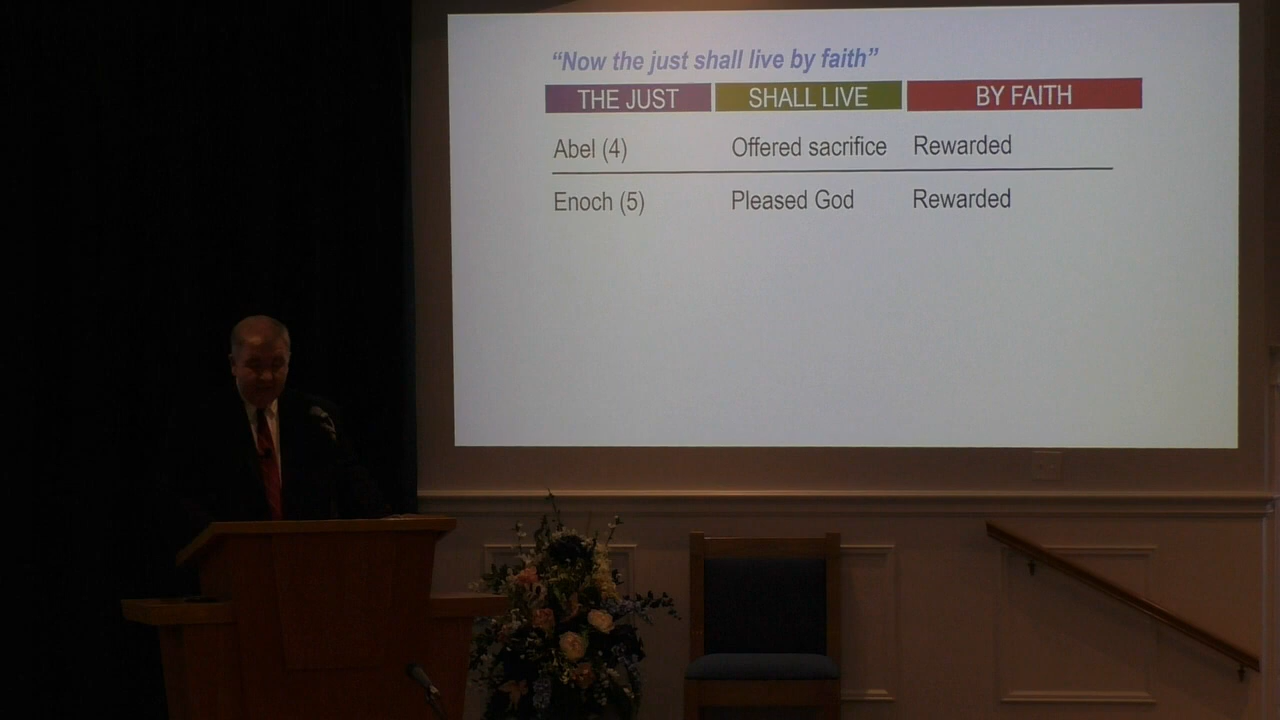 “Now the just shall live by faith”
THE JUST SHALL LIVE BY FAITH
Abel (4) Offered sacrifice Rewarded
Enoch (5) Pleased God Rewarded